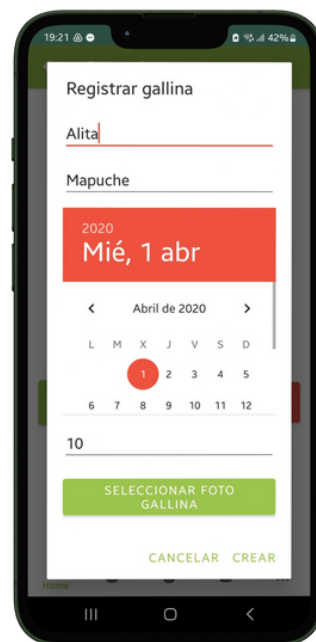 19:21 42%
Registrar gallina
Alita
Mapuche
2020
Mié, 1 abr
Abril de 2020
L M X J V S D
1 2 3 4 5
6 7 8 9 10 11 12
10
SELECCIONAR FOTO
GALLINA
CANCELAR CREAR
Home